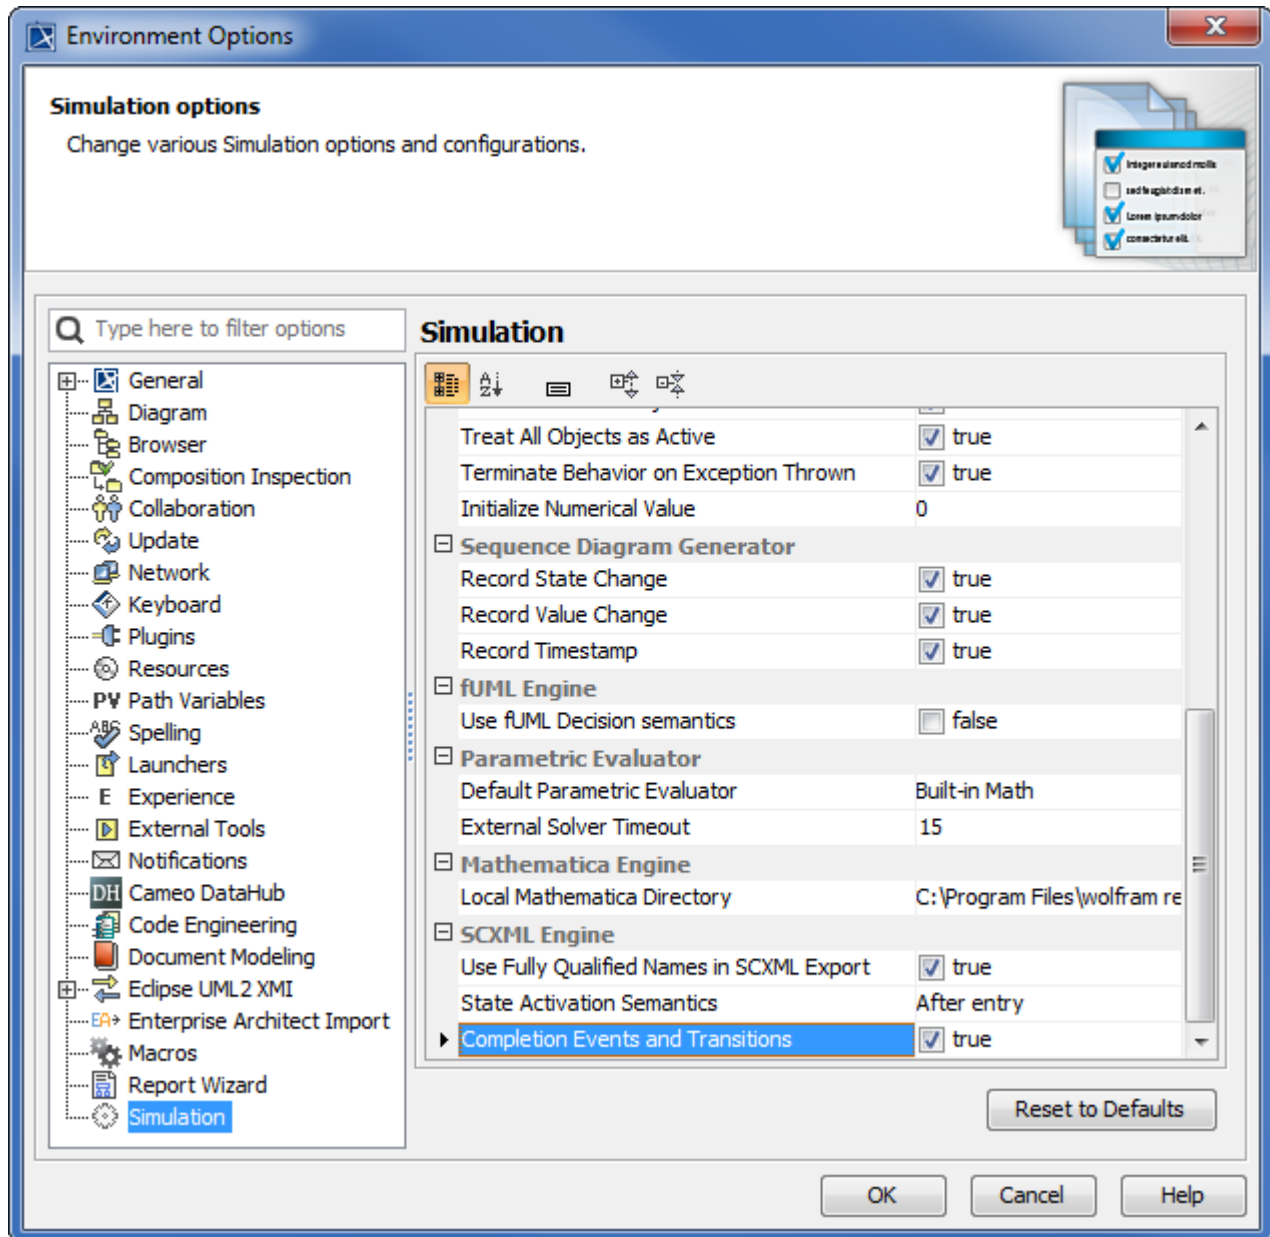 Environment Options
Simulation options
Change various Simulation options and configurations.
Lorem ipsum dolor
Type here to filter options
General
Diagram
Browser
Composition Inspection
Collaboration
Update
Network
Keyboard
Plugins
Resources
PV Path Variables
ABC Spelling
Launchers
E Experience
External Tools
Notifications
DH Cameo DataHub
Code Engineering
Document Modeling
Eclipse UML2 XMI
EA Enterprise Architect Import
Macros
Report Wizard
Simulation
Simulation
Treat All Objects as Active true
Terminate Behavior on Exception Thrown true
Initialize Numerical Value 0
Sequence Diagram Generator
Record State Change true
Record Value Change true
Record Timestamp true
fUML Engine
Use fUML Decision semantics false
Parametric Evaluator
Default Parametric Evaluator Built-in Math
External Solver Timeout 15
Mathematica Engine
Local Mathematica Directory C:\Program Files\wolfram re
SCXML Engine
Use Fully Qualified Names in SCXML Export true
State Activation Semantics After entry
Completion Events and Transitions true
Reset to Defaults
OK Cancel Help